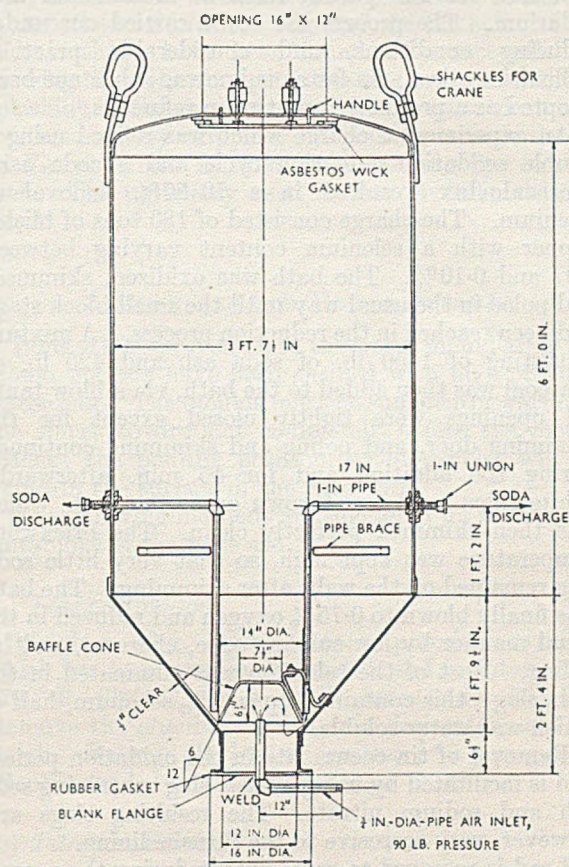 OPENING 16" X 12"
SHACKLES FOR
CRANE
HANDLE
ASBESTOS WICK
GASKET
6 FT. 0 IN.
3 FT. 7½ IN
17 IN
1-IN PIPE
1-IN UNION
SODA
DISCHARGE
SODA
DISCHARGE
PIPE BRACE
1 FT. 2 IN.
BAFFLE CONE
14" DIA.
7½"
DIA.
6"
½" CLEAR
1 FT. 9½ IN
2 FT. 4 IN.
6½"
6
12
RUBBER GASKET
BLANK FLANGE
WELD
12"
12 IN. DIA.
16 IN. DIA.
¾ IN-DIA-PIPE AIR INLET,
90 LB. PRESSURE